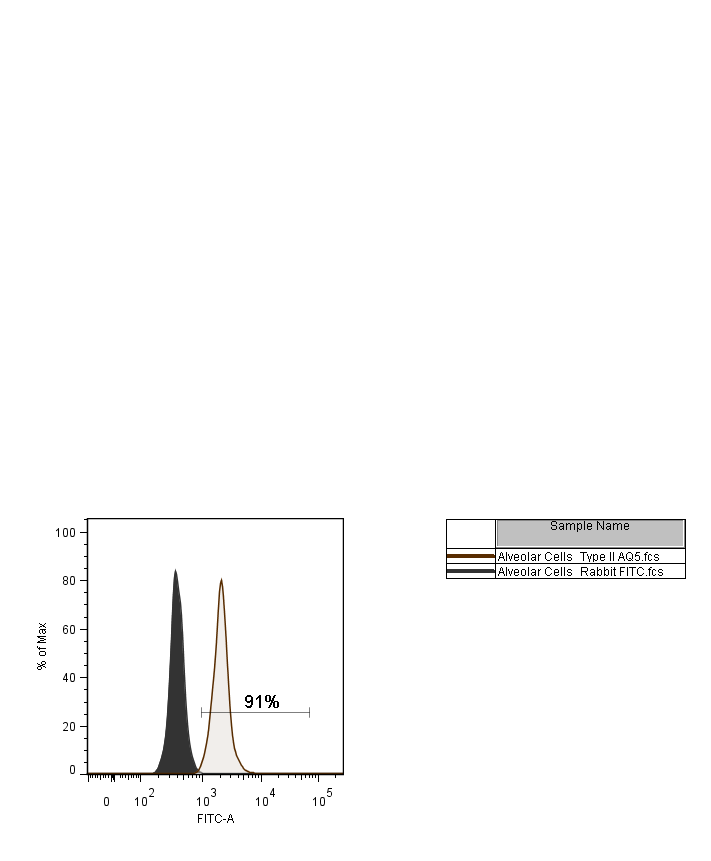 Sample Name
Alveolar Cells Type II AQ5.fcs
Alveolar Cells Rabbit FITC.fcs
100
80
60
40
20
0
% of Max
91%
0 10^2 10^3 10^4 10^5
FITC-A